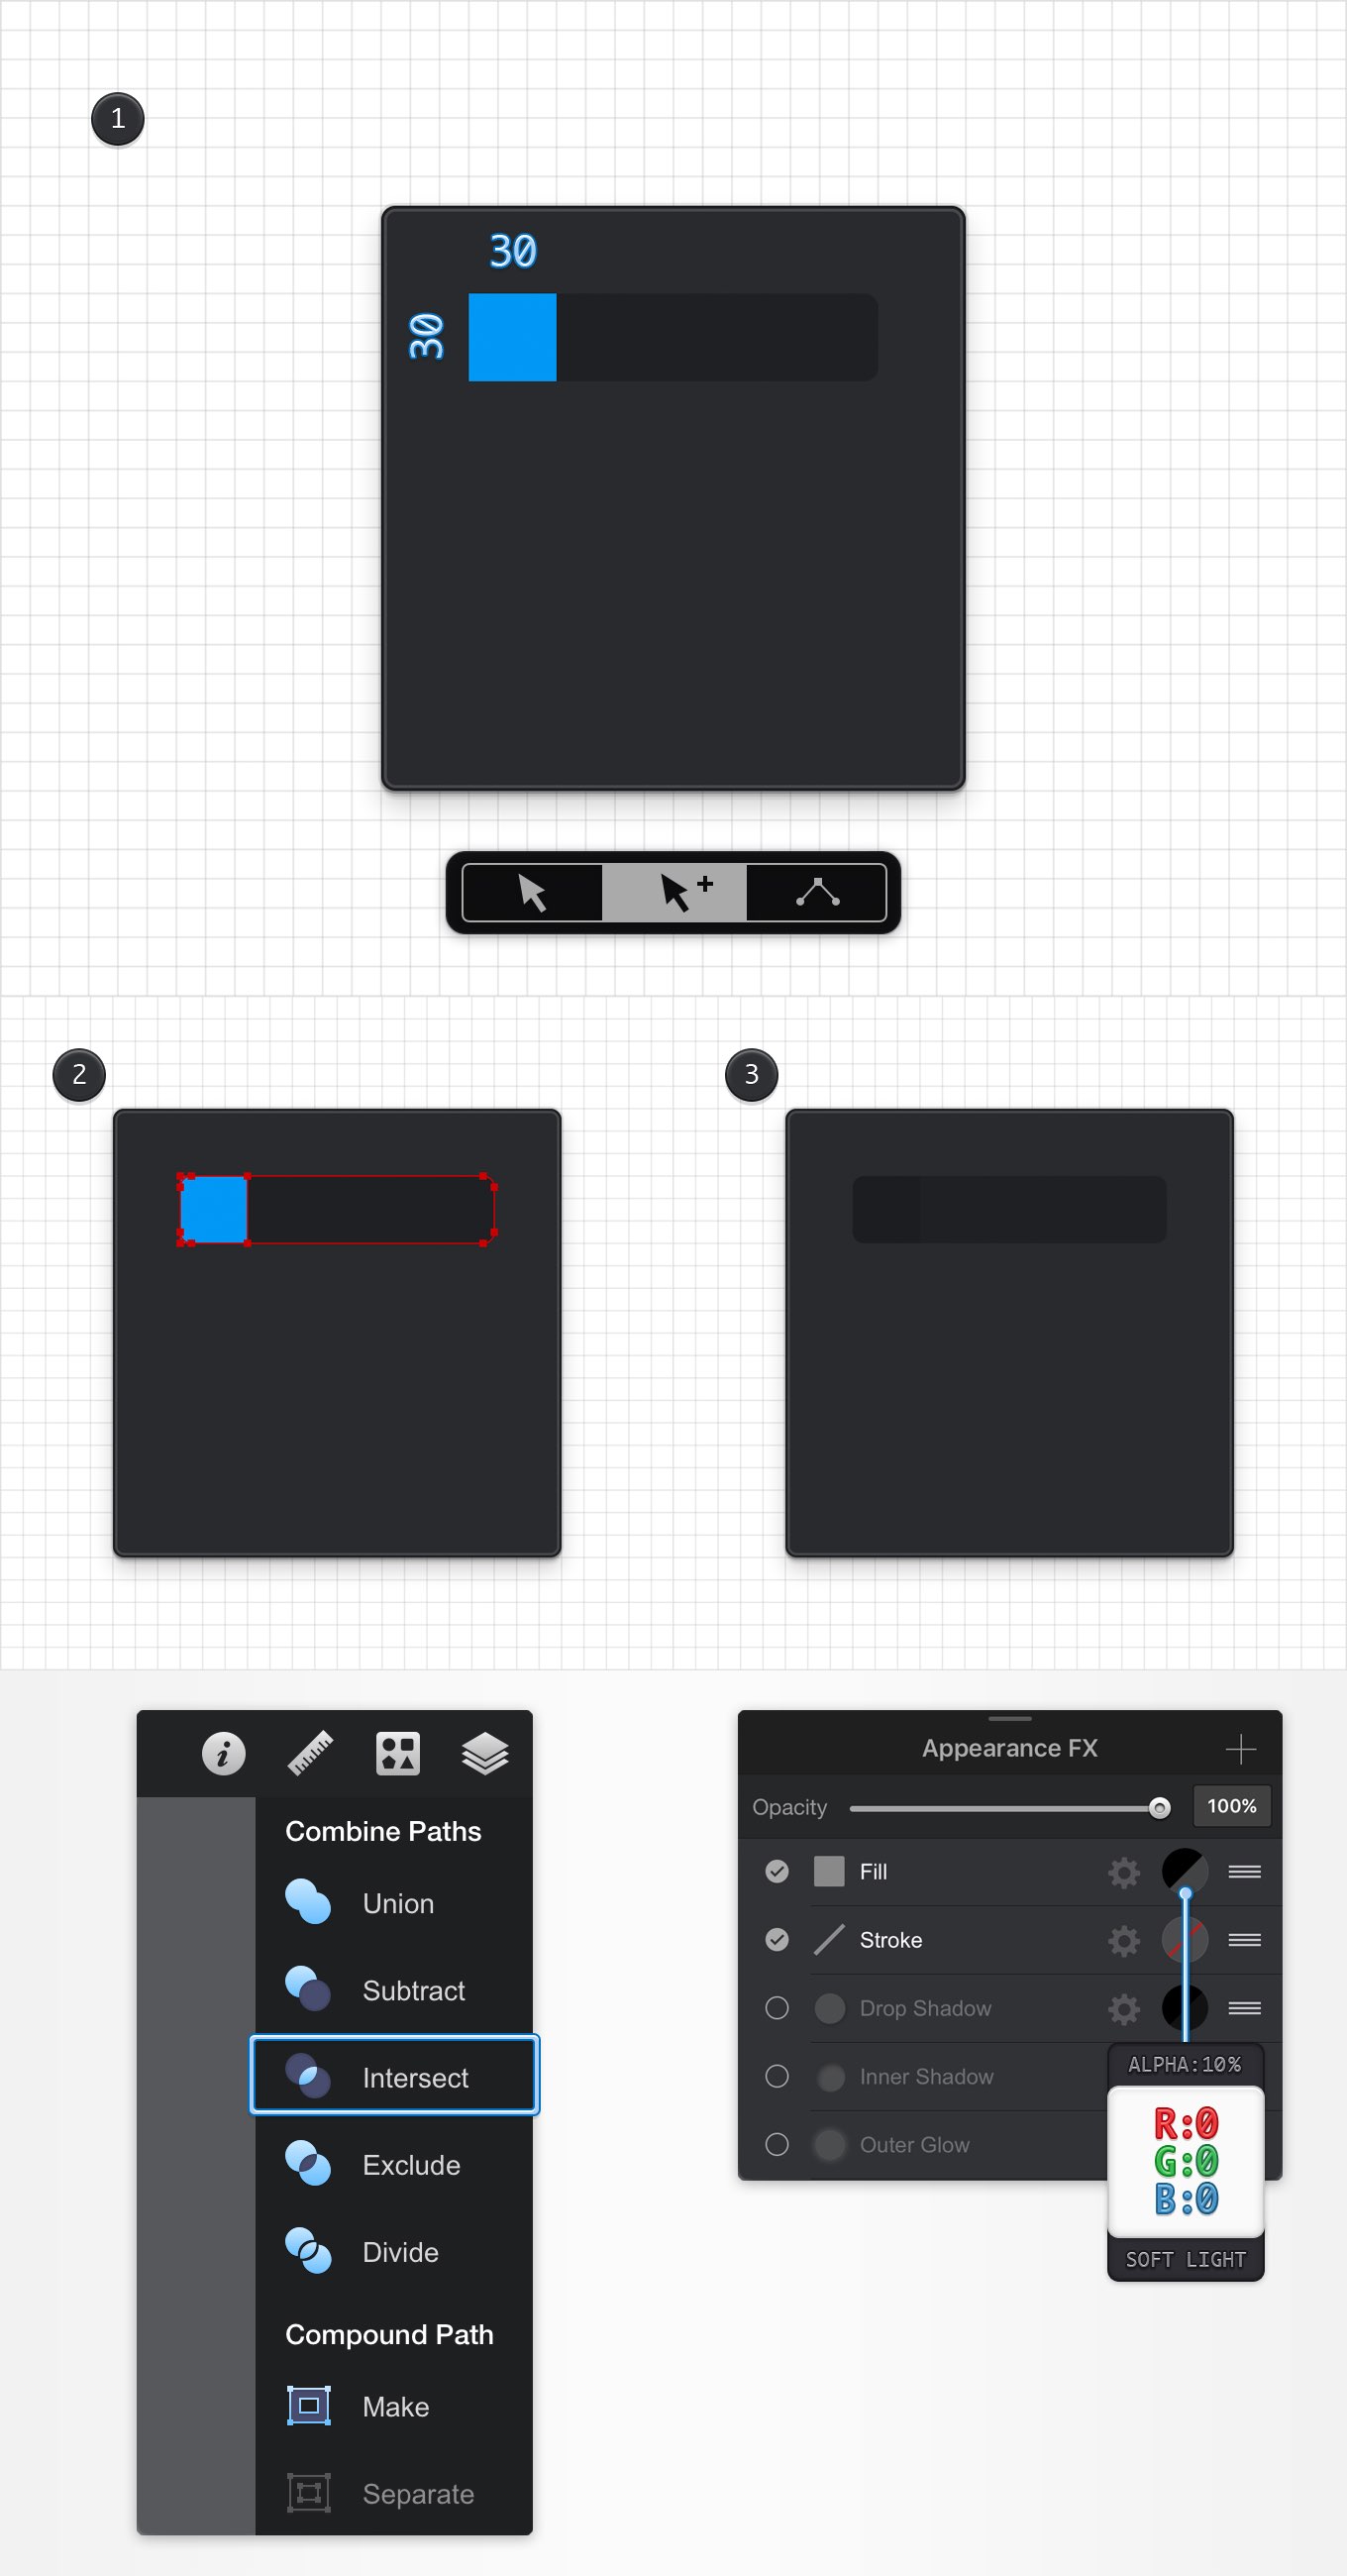 1
30
30
2
3
Combine Paths
Union
Subtract
Intersect
Exclude
Divide
Compound Path
Make
Separate
Appearance FX
Opacity
100%
Fill
Stroke
Drop Shadow
Inner Shadow
Outer Glow
ALPHA:10%
R:0
G:0
B:0
SOFT LIGHT